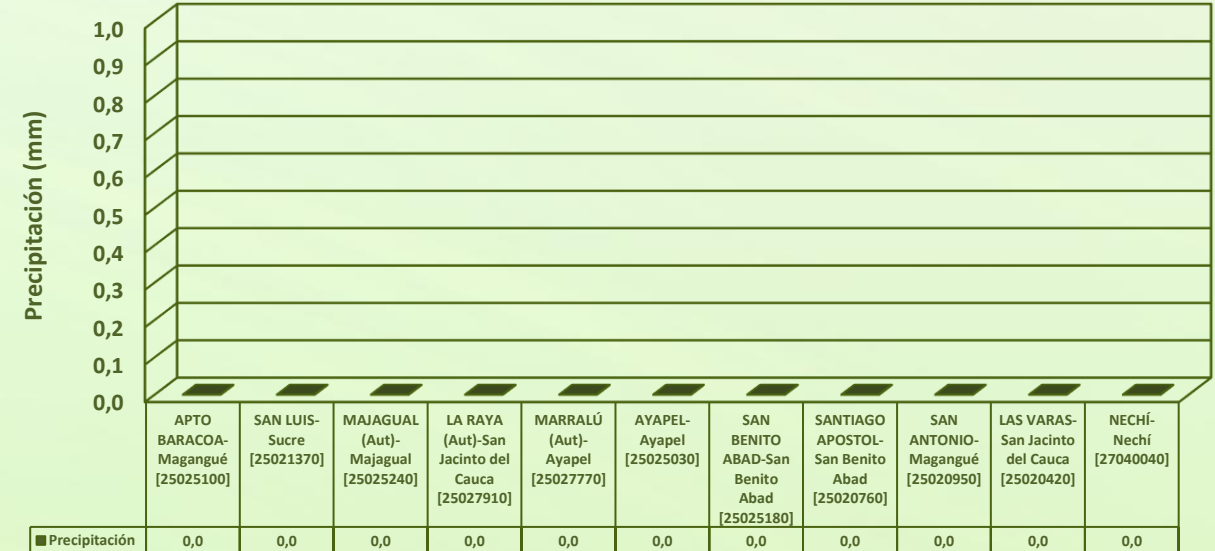 Precipitación (mm)
1,0
0,9
0,8
0,7
0,6
0,5
0,4
0,3
0,2
0,1
0,0
APTO
BARACOA-
Magangué
[25025100]
SAN LUIS-
Sucre
[25021370]
MAJAGUAL
(Aut)-
Majagual
[25025240]
LA RAYA
(Aut)-San
Jacinto del
Cauca
[25027910]
MARRALÚ
(Aut)-
Ayapel
[25027770]
AYAPEL-
Ayapel
[25025030]
SAN
BENITO
ABAD-San
Benito
Abad
[25025180]
SANTIAGO
APOSTOL-
San Benito
Abad
[25020760]
SAN
ANTONIO-
Magangué
[25020950]
LAS VARAS-
San Jacinto
del Cauca
[25020420]
NECHÍ-
Nechí
[27040040]
Precipitación 0,0 0,0 0,0 0,0 0,0 0,0 0,0 0,0 0,0 0,0 0,0